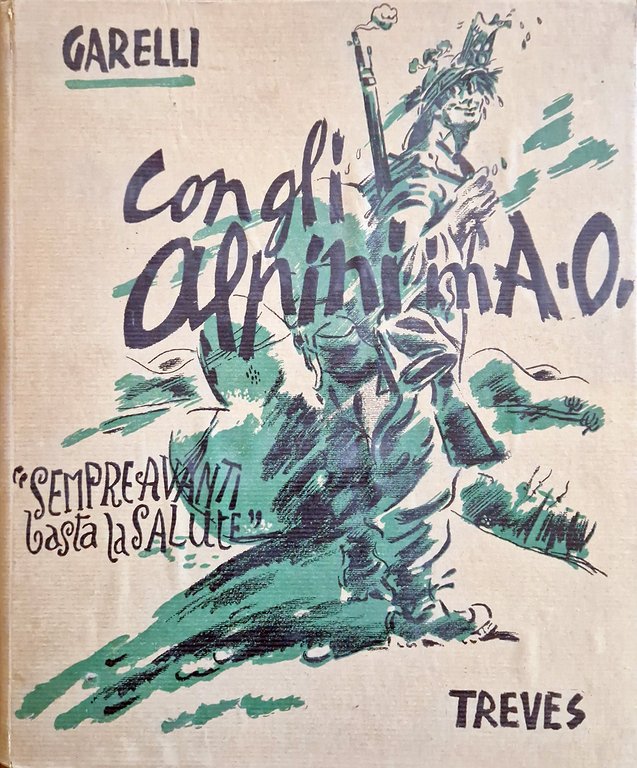 GARELLI
Con gli
Alpini in A.O.
"SEMPRE AVANTI
basta la SALUTE"
TREVES